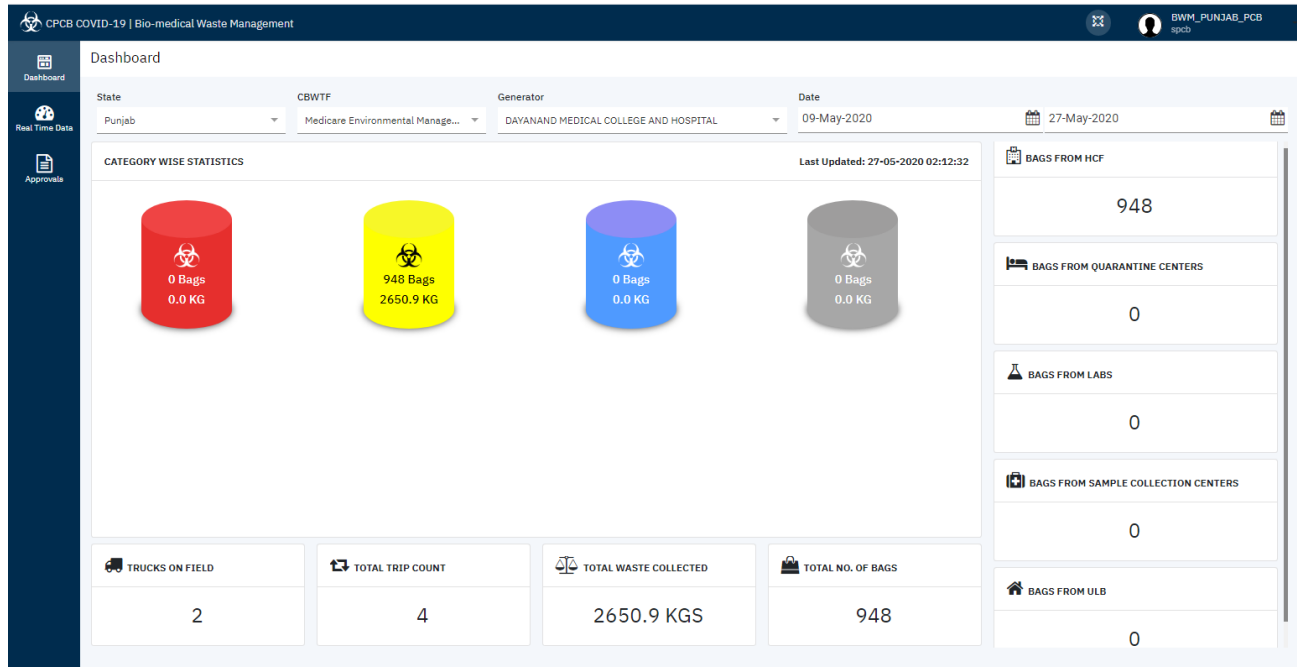 CPCB COVID-19 | Bio-medical Waste Management
BWM_PUNJAB_PCB
spcb
Dashboard
Real Time Data
Approvals
Dashboard
State
CBWTF
Generator
Date
Punjab
Medicare Environmental Manage...
DAYANAND MEDICAL COLLEGE AND HOSPITAL
09-May-2020
27-May-2020
CATEGORY WISE STATISTICS
Last Updated: 27-05-2020 02:12:32
0 Bags
0.0 KG
948 Bags
2650.9 KG
0 Bags
0.0 KG
0 Bags
0.0 KG
BAGS FROM HCF
948
BAGS FROM QUARANTINE CENTERS
0
BAGS FROM LABS
0
BAGS FROM SAMPLE COLLECTION CENTERS
0
BAGS FROM ULB
0
TRUCKS ON FIELD
2
TOTAL TRIP COUNT
4
TOTAL WASTE COLLECTED
2650.9 KGS
TOTAL NO. OF BAGS
948